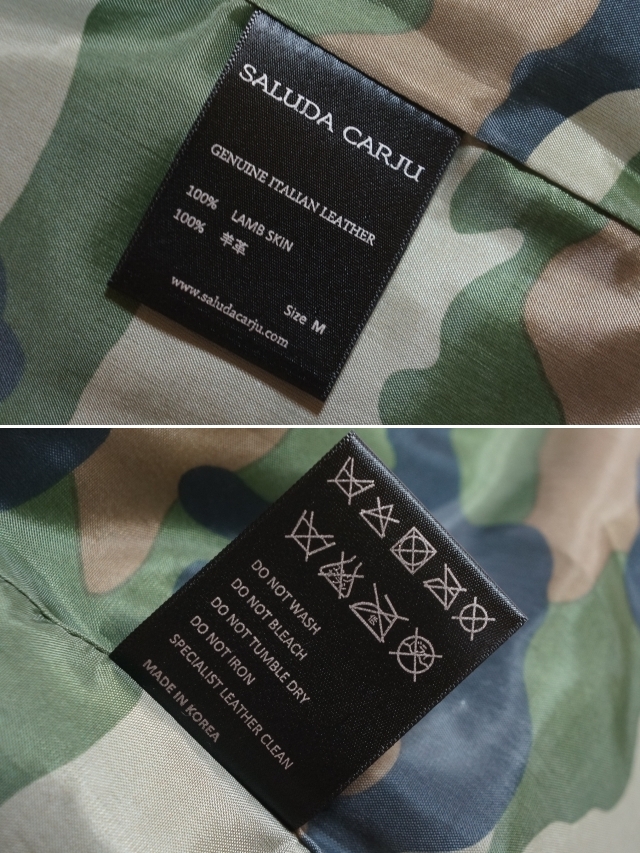 SALUDA CARJU
GENUINE ITALIAN LEATHER
100% LAMB SKIN
100% 羊革
Size M
www.saludacarju.com
DO NOT WASH
DO NOT BLEACH
DO NOT TUMBLE DRY
DO NOT IRON
SPECIALIST LEATHER CLEAN
MADE IN KOREA